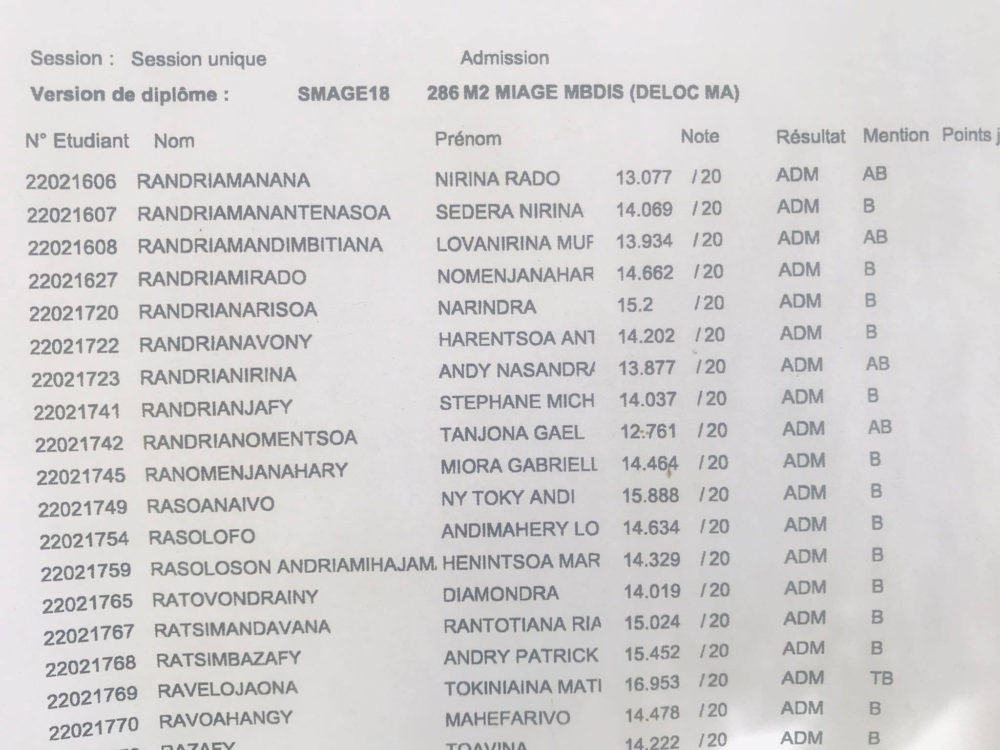 Session : Session unique Admission
Version de diplôme : SMAGE18 286 M2 MIAGE MBDIS (DELOC MA)
N° Etudiant Nom Prénom Note Résultat Mention Points j
22021606 RANDRIAMANANA NIRINA RADO 13.077 /20 ADM AB
22021607 RANDRIAMANANTENASOA SEDERA NIRINA 14.069 /20 ADM B
22021608 RANDRIAMANDIMBITIANA LOVANIRINA 13.934 /20 ADM AB
22021627 RANDRIAMIRADO NOMENJANAHAR 14.662 /20 ADM B
22021720 RANDRIANARISOA NARINDRA 15.2 /20 ADM B
22021722 RANDRIANAVONY HARENTSOA ANT 14.202 /20 ADM B
22021723 RANDRIANIRINA ANDY NASANDRA 13.877 /20 ADM AB
22021741 RANDRIANJAFY STEPHANE MICH 14.037 /20 ADM B
22021742 RANDRIANOMENTSOA TANJONA GAEL 12.761 /20 ADM AB
22021745 RANOMENJANAHARY MIORA GABRIELL 14.464 /20 ADM B
22021749 RASOANAIVO NY TOKY ANDI 15.888 /20 ADM B
22021754 RASOLOFO ANDIMAHERY LO 14.634 /20 ADM B
22021759 RASOLOSON ANDRIAMIHAJAM HENINTSOA MAR 14.329 /20 ADM B
22021765 RATOVONDRAINY DIAMONDRA 14.019 /20 ADM B
22021767 RATSIMANDAVANA RANTOTIANA RIA 15.024 /20 ADM B
22021768 RATSIMBAZAFY ANDRY PATRICK 15.452 /20 ADM B
22021769 RAVELOJAONA TOKINIAINA MATI 16.953 /20 ADM TB
22021770 RAVOAHANGY MAHEFARIVO 14.478 /20 ADM B
RAZAFY TOAVINA 14.222 /20 ADM B